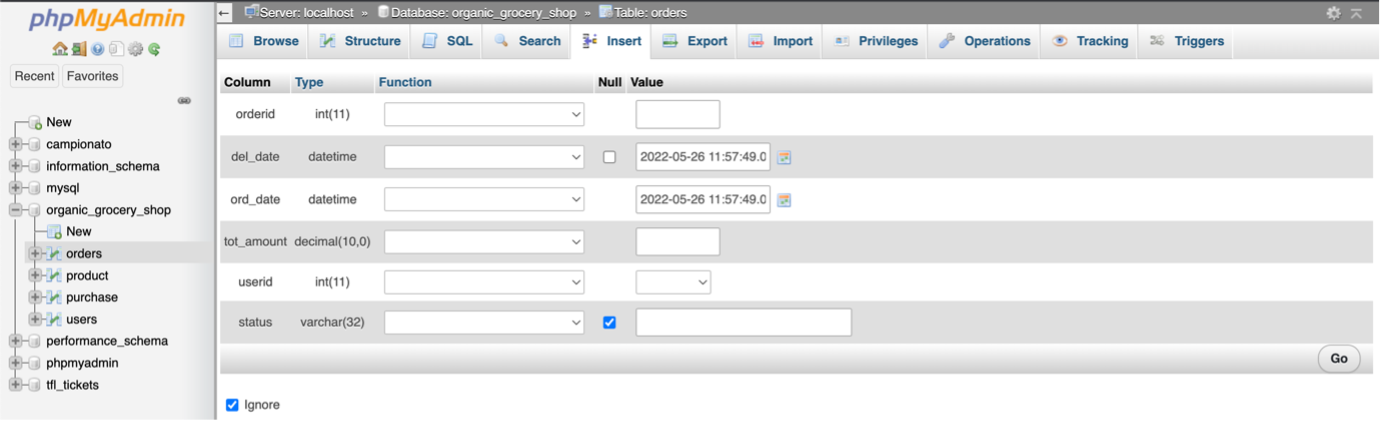 phpMyAdmin
Recent Favorites
New
campionato
information_schema
mysql
organic_grocery_shop
New
orders
product
purchase
users
performance_schema
phpmyadmin
tfl_tickets
Server: localhost » Database: organic_grocery_shop » Table: orders
Browse Structure SQL Search Insert Export Import Privileges Operations Tracking Triggers
Column Type Function Null Value
orderid int(11)
del_date datetime 2022-05-26 11:57:49.0
ord_date datetime 2022-05-26 11:57:49.0
tot_amount decimal(10,0)
userid int(11)
status varchar(32)
Go
Ignore